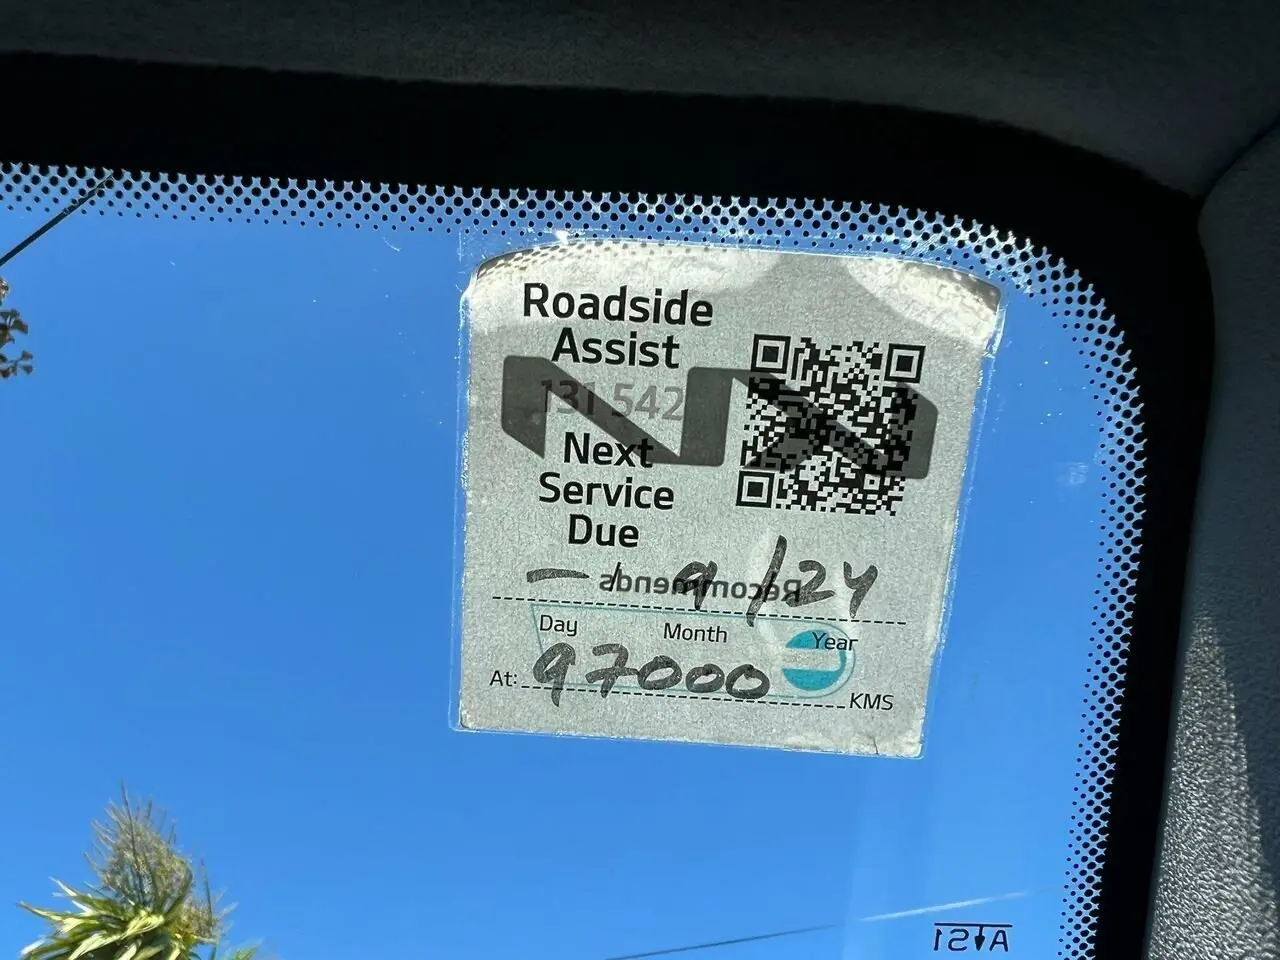 Roadside
Assist
131 542
Next
Service
Due
Recommends
— / 9 / 24
Day Month Year
At: 97000 KMS
AS1